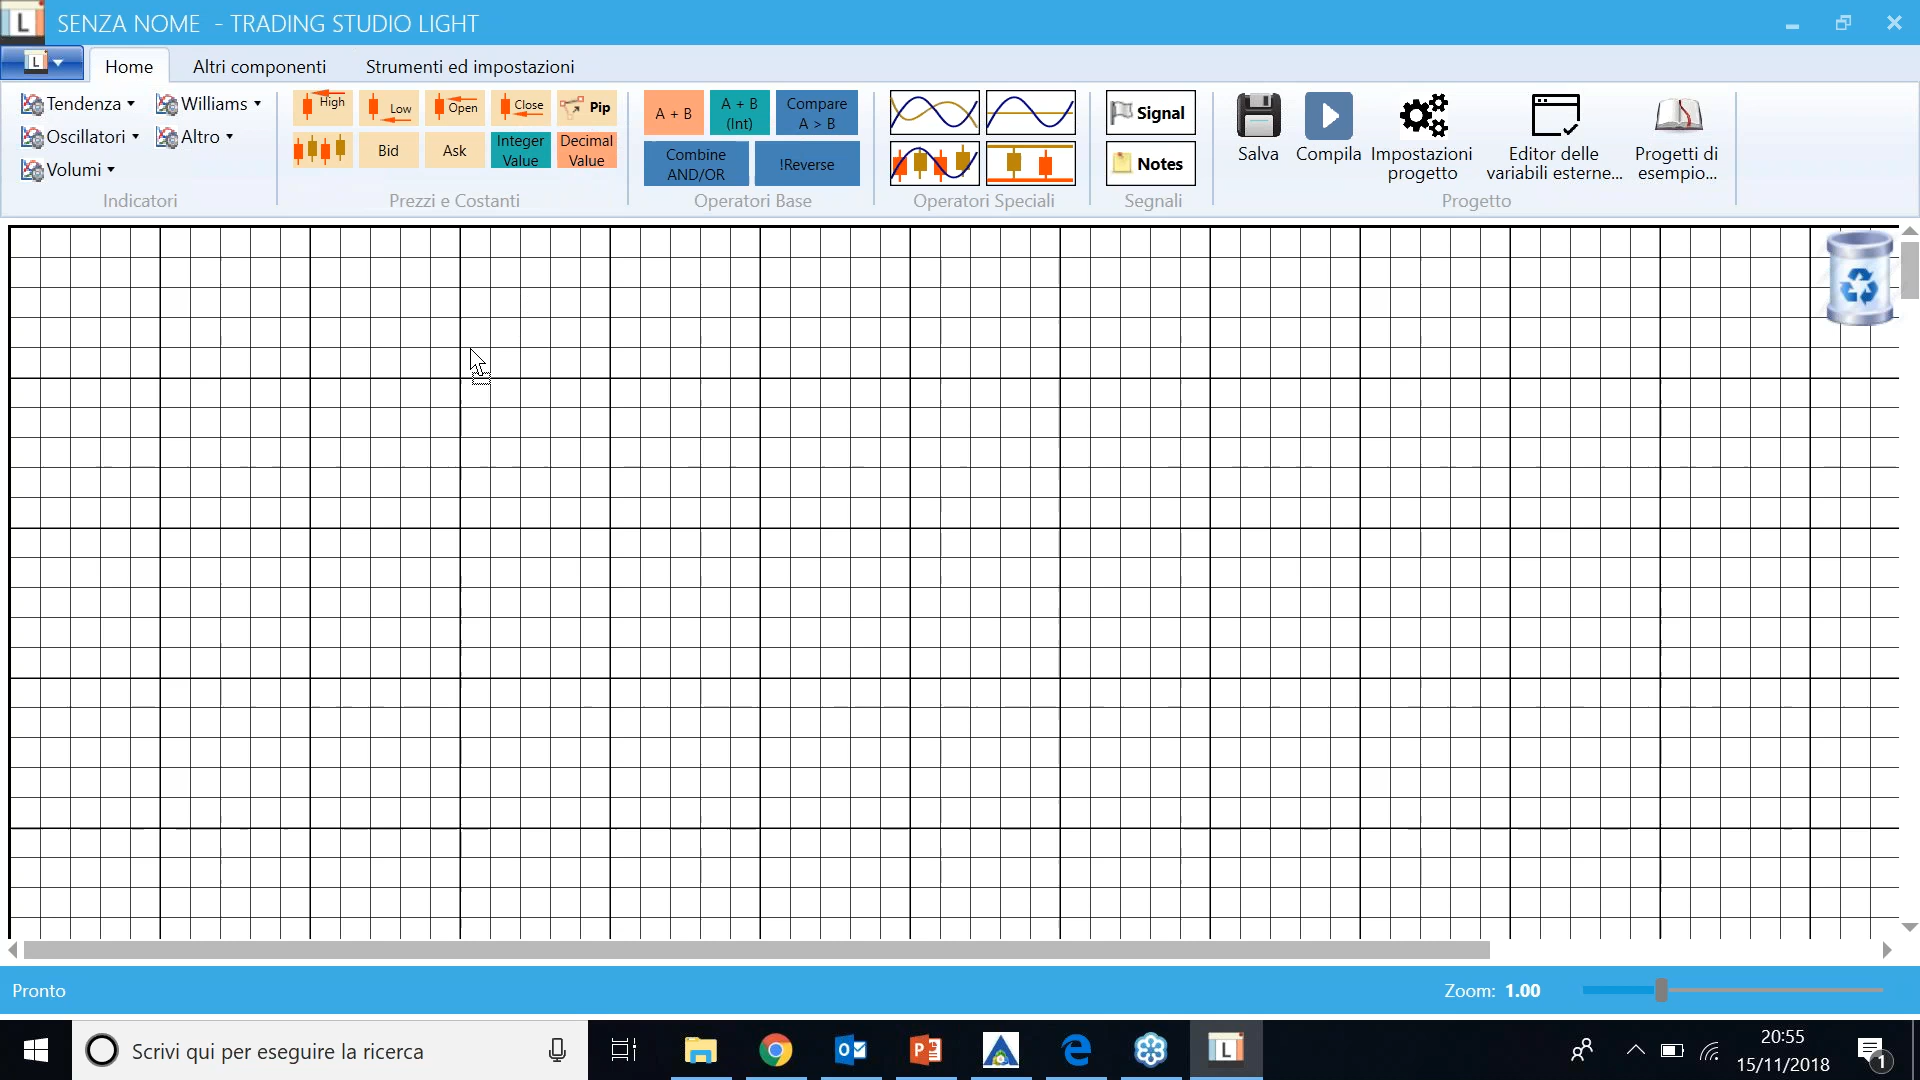 SENZA NOME - TRADING STUDIO LIGHT
L
L
Home
Altri componenti
Strumenti ed impostazioni
Tendenza
Williams
Oscillatori
Altro
Volumi
Indicatori
High
Low
Open
Close
Pip
Bid
Ask
Integer
Value
Decimal
Value
Prezzi e Costanti
A + B
A + B
(Int)
Compare
A > B
Combine
AND/OR
!Reverse
Operatori Base
Operatori Speciali
Signal
Notes
Segnali
Salva
Compila
Impostazioni
progetto
Editor delle
variabili esterne...
Progetti di
esempio...
Progetto
Pronto
Zoom: 1.00
Scrivi qui per eseguire la ricerca
L
20:55
15/11/2018
1